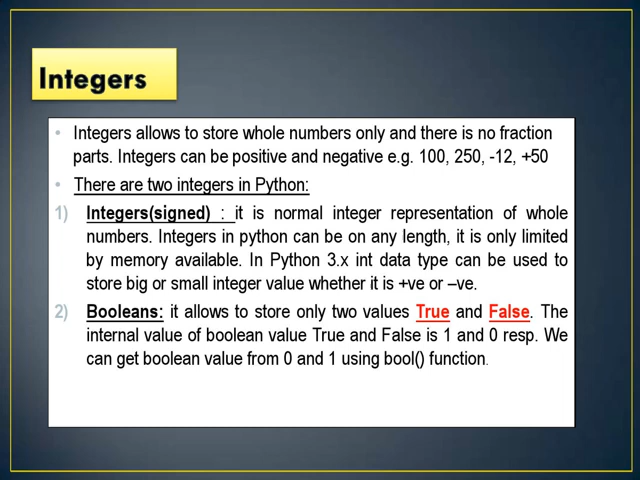 Integers
• Integers allows to store whole numbers only and there is no fraction
parts. Integers can be positive and negative e.g. 100, 250, -12, +50
• There are two integers in Python:
1) Integers(signed) : it is normal integer representation of whole
numbers. Integers in python can be on any length, it is only limited
by memory available. In Python 3.x int data type can be used to
store big or small integer value whether it is +ve or –ve.
2) Booleans: it allows to store only two values True and False. The
internal value of boolean value True and False is 1 and 0 resp. We
can get boolean value from 0 and 1 using bool() function.